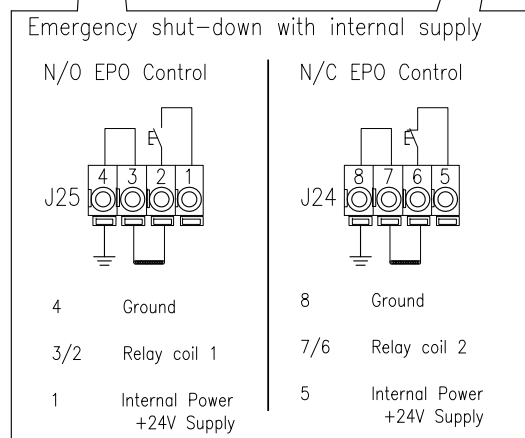 Emergency shut-down with internal supply
N/O EPO Control
4 3 2 1
J25
4 Ground
3/2 Relay coil 1
1 Internal Power
+24V Supply
N/C EPO Control
8 7 6 5
J24
8 Ground
7/6 Relay coil 2
5 Internal Power
+24V Supply